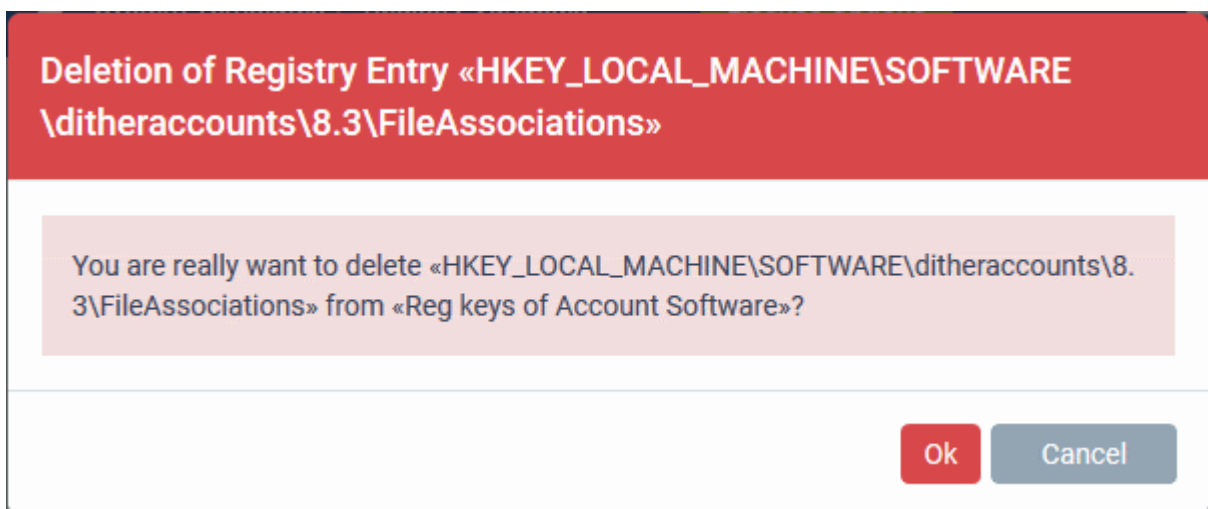 Deletion of Registry Entry «HKEY_LOCAL_MACHINE\SOFTWARE
\ditheraccounts\8.3\FileAssociations»
You are really want to delete «HKEY_LOCAL_MACHINE\SOFTWARE\ditheraccounts\8.
3\FileAssociations» from «Reg keys of Account Software»?
Ok Cancel